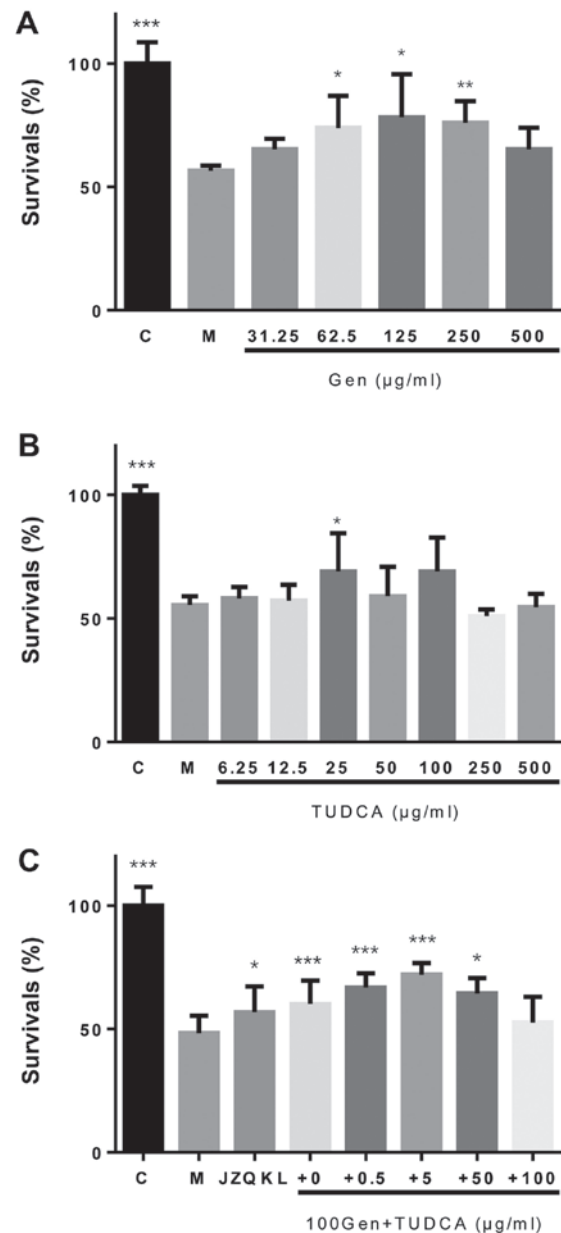 A
Survivals (%)
100
50
0
***
*
*
**
C M 31.25 62.5 125 250 500
Gen (µg/ml)
B
Survivals (%)
100
50
0
***
*
C M 6.25 12.5 25 50 100 250 500
TUDCA (µg/ml)
C
Survivals (%)
100
50
0
***
*
***
***
***
*
C M JZQKL +0 +0.5 +5 +50 +100
100Gen+TUDCA (µg/ml)